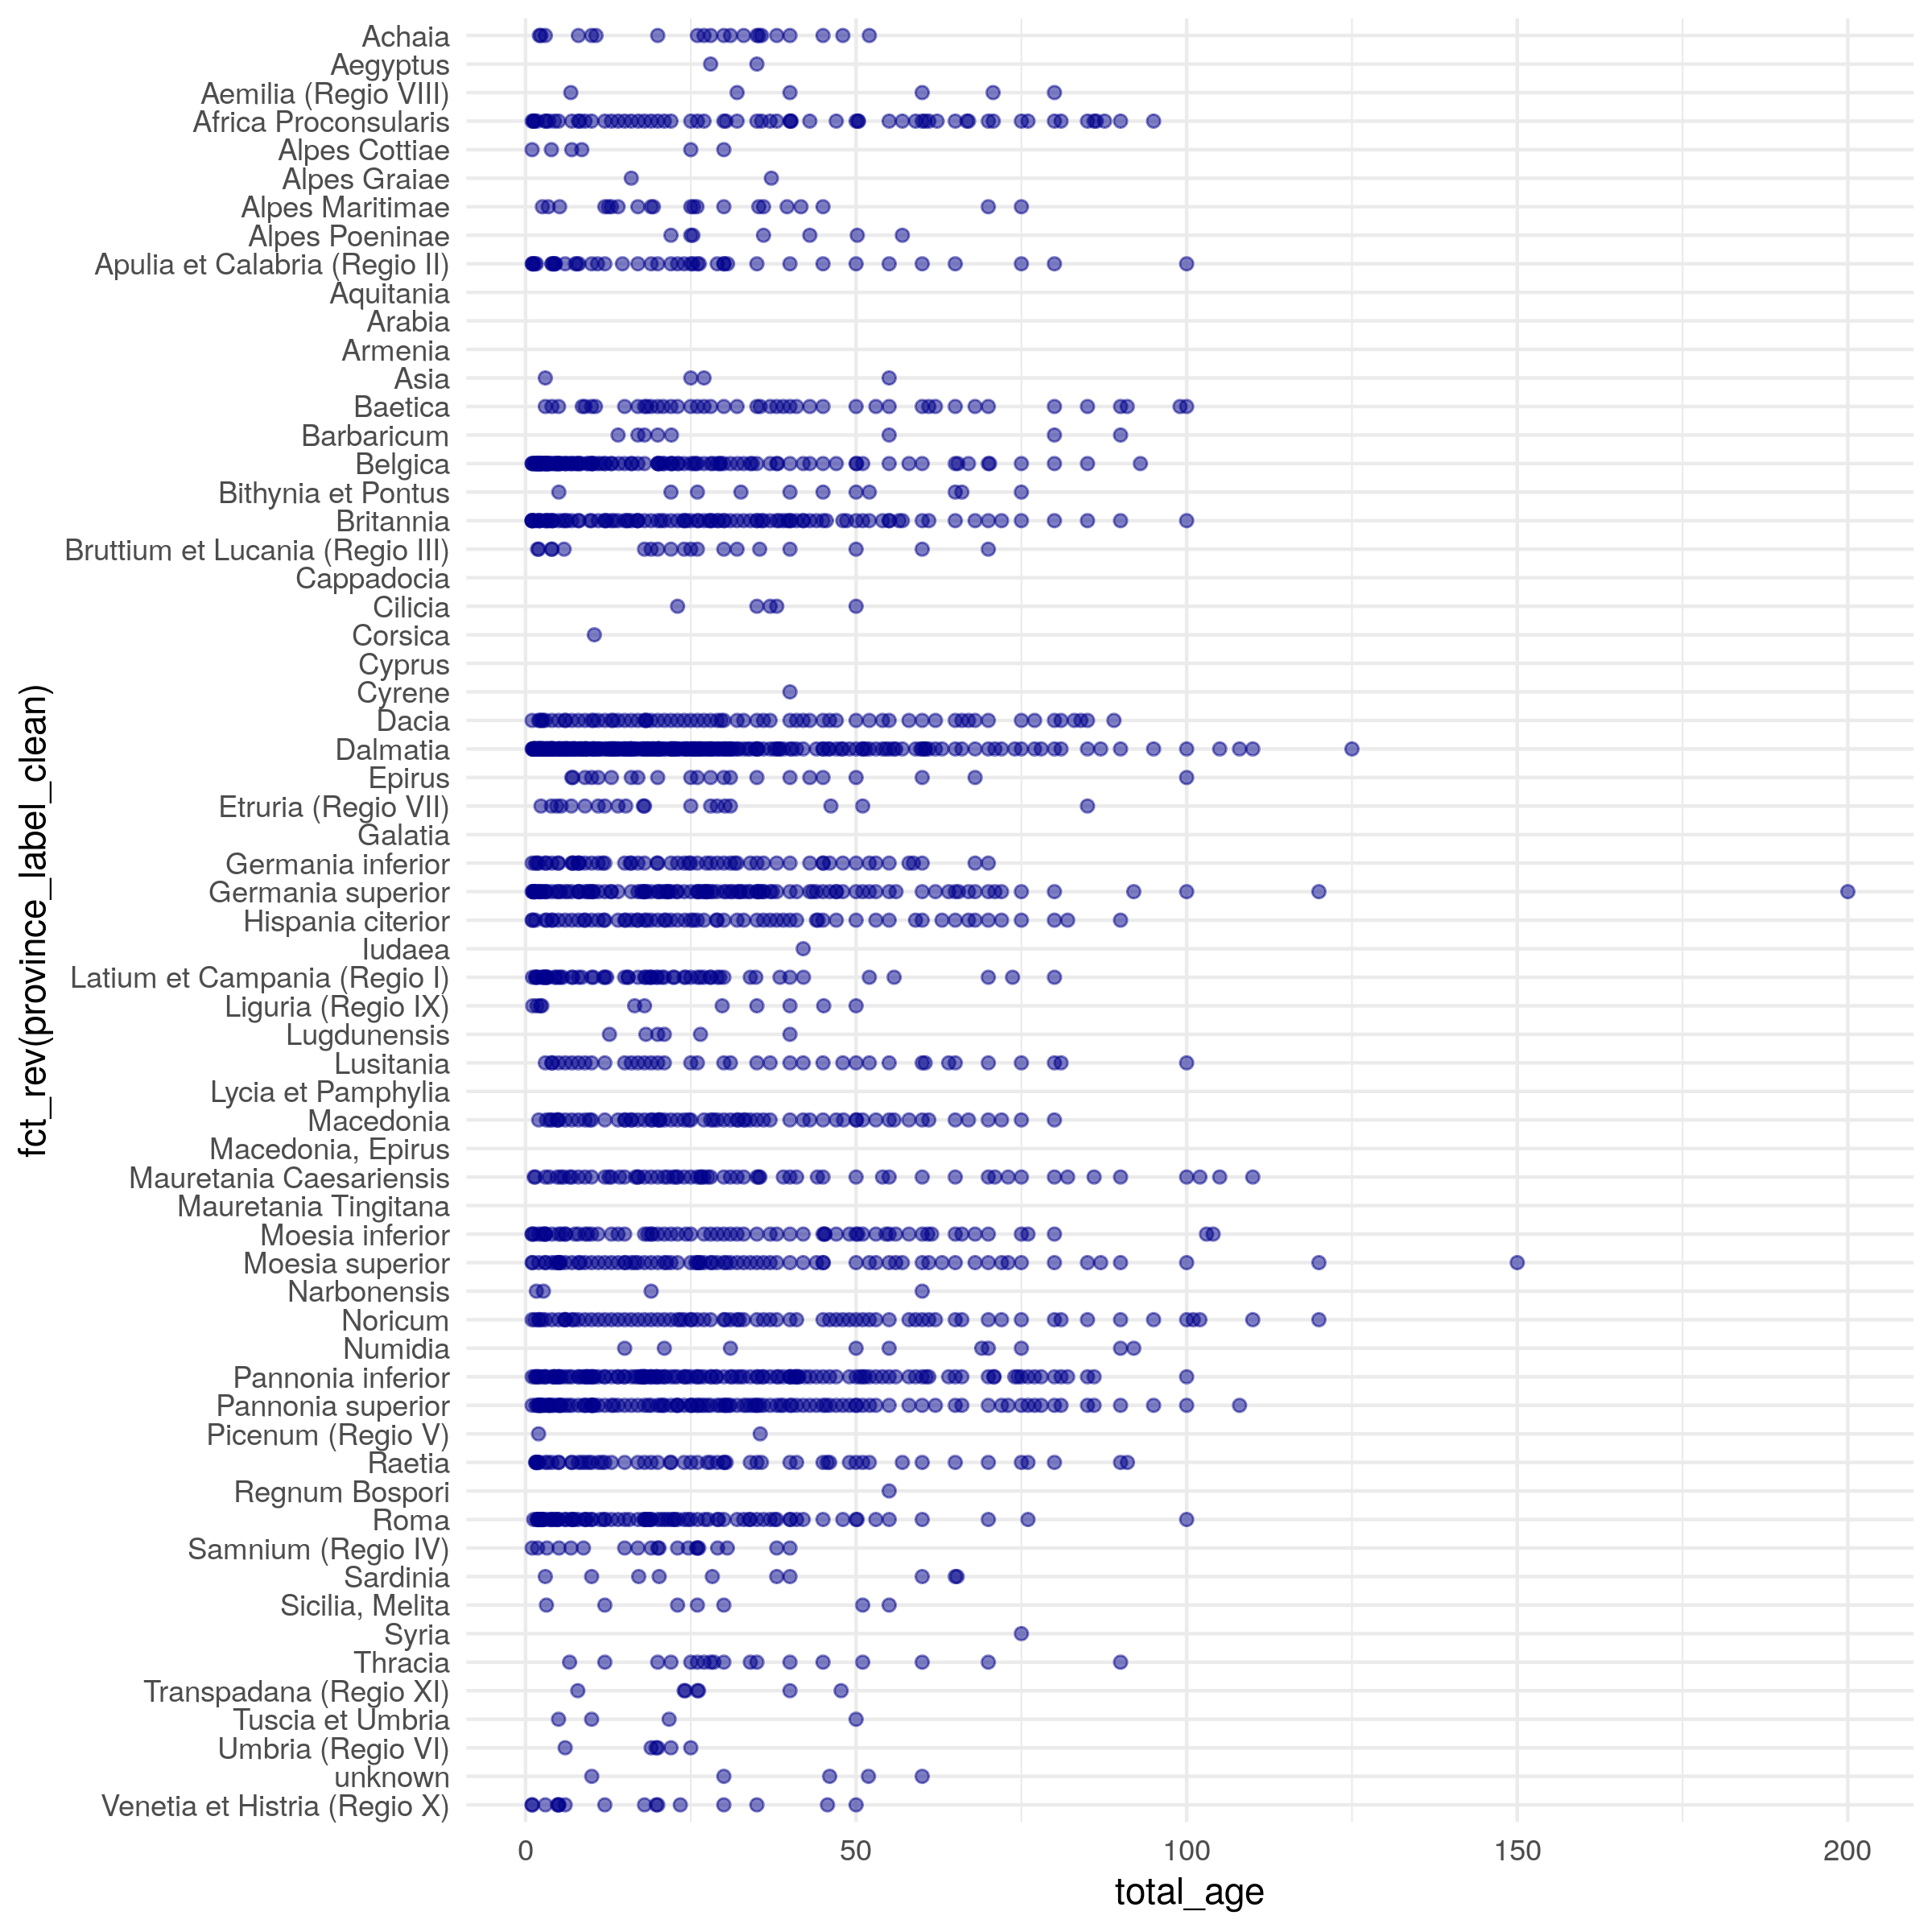 Achaia
Aegyptus
Aemilia (Regio VIII)
Africa Proconsularis
Alpes Cottiae
Alpes Graiae
Alpes Maritimae
Alpes Poeninae
Apulia et Calabria (Regio II)
Aquitania
Arabia
Armenia
Asia
Baetica
Barbaricum
Belgica
Bithynia et Pontus
Britannia
Bruttium et Lucania (Regio III)
Cappadocia
Cilicia
Corsica
Cyprus
Cyrene
Dacia
Dalmatia
Epirus
Etruria (Regio VII)
Galatia
Germania inferior
Germania superior
Hispania citerior
Iudaea
Latium et Campania (Regio I)
Liguria (Regio IX)
Lugdunensis
Lusitania
Lycia et Pamphylia
Macedonia
Macedonia, Epirus
Mauretania Caesariensis
Mauretania Tingitana
Moesia inferior
Moesia superior
Narbonensis
Noricum
Numidia
Pannonia inferior
Pannonia superior
Picenum (Regio V)
Raetia
Regnum Bospori
Roma
Samnium (Regio IV)
Sardinia
Sicilia, Melita
Syria
Thracia
Transpadana (Regio XI)
Tuscia et Umbria
Umbria (Regio VI)
unknown
Venetia et Histria (Regio X)
fct_rev(province_label_clean)
0 50 100 150 200
total_age